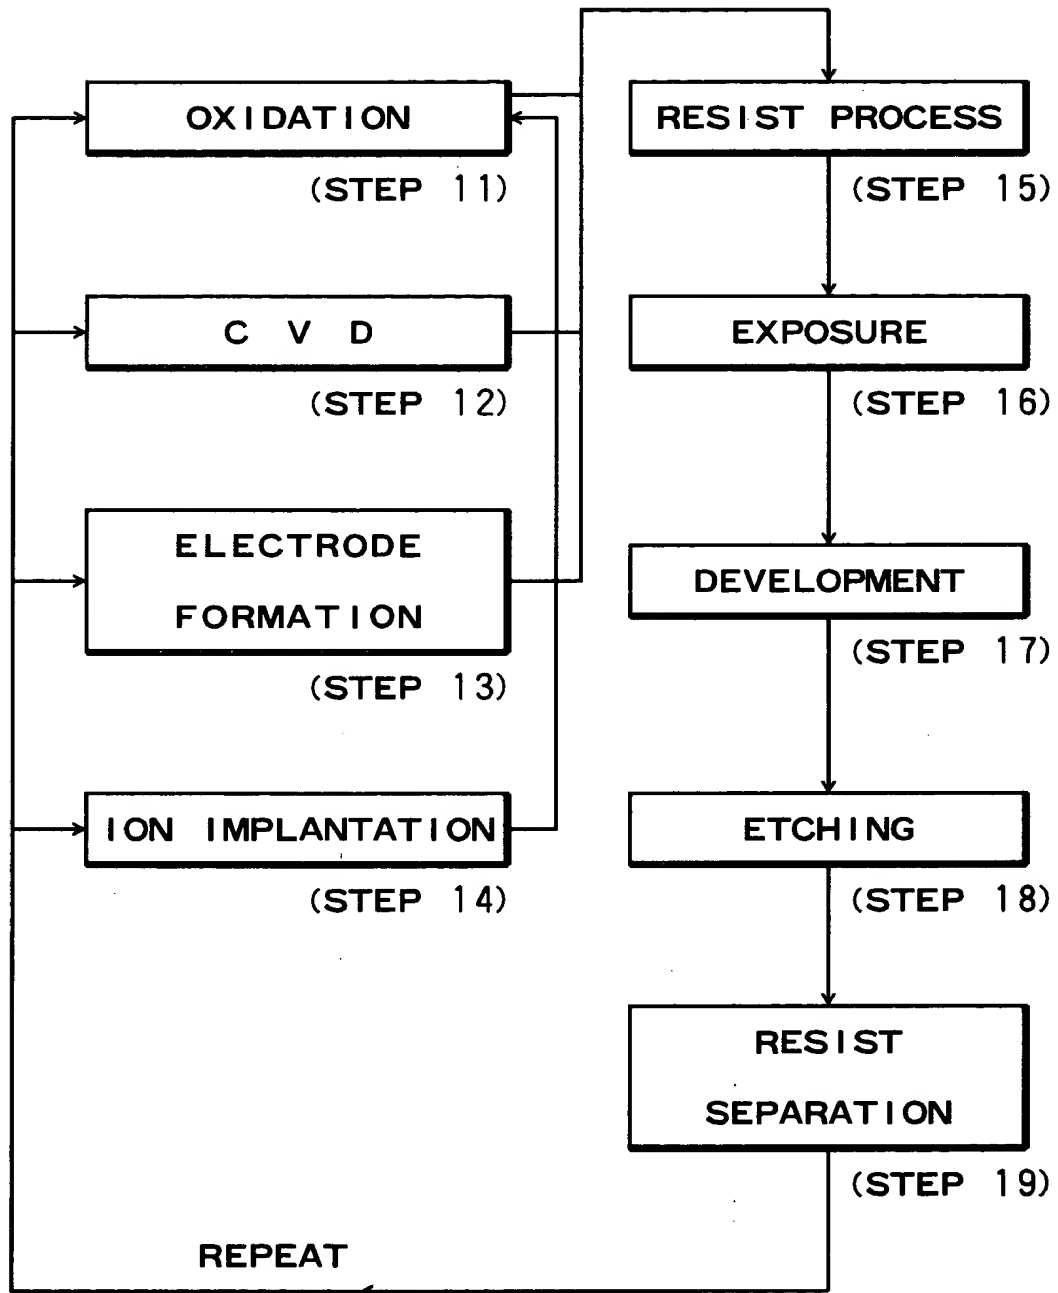 OXIDATION
(STEP 11)
C V D
(STEP 12)
ELECTRODE
FORMATION
(STEP 13)
ION IMPLANTATION
(STEP 14)
RESIST PROCESS
(STEP 15)
EXPOSURE
(STEP 16)
DEVELOPMENT
(STEP 17)
ETCHING
(STEP 18)
RESIST
SEPARATION
(STEP 19)
REPEAT